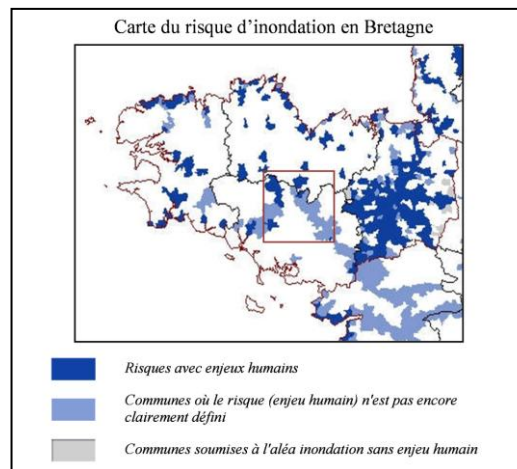 Carte du risque d'inondation en Bretagne
Risques avec enjeux humains
Communes où le risque (enjeu humain) n'est pas encore
clairement défini
Communes soumises à l'aléa inondation sans enjeu humain